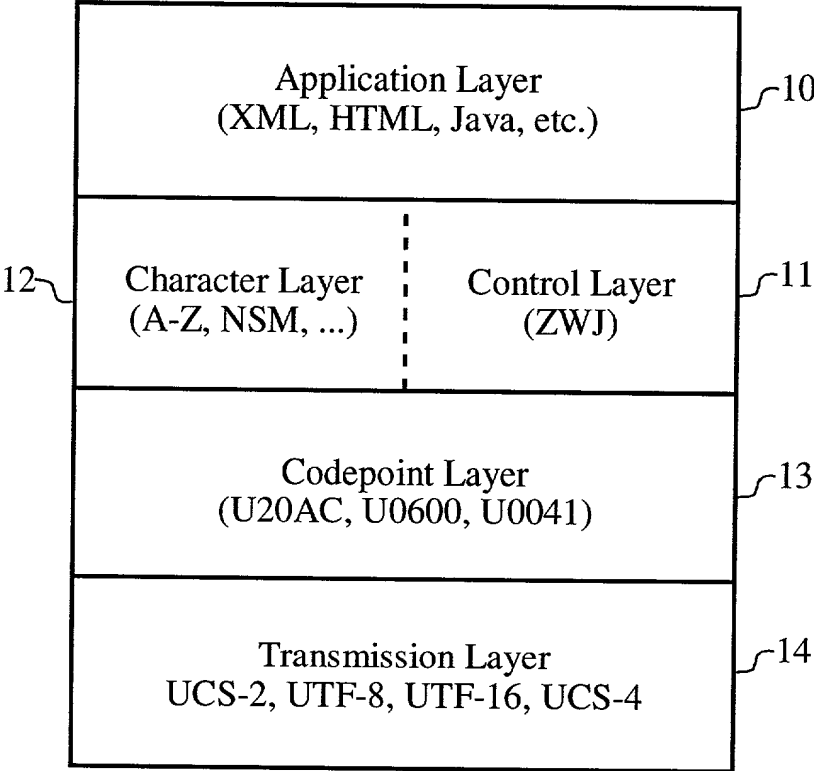 Application Layer
(XML, HTML, Java, etc.)
10
12
Character Layer
(A-Z, NSM, ...)
Control Layer
(ZWJ)
11
Codepoint Layer
(U20AC, U0600, U0041)
13
Transmission Layer
UCS-2, UTF-8, UTF-16, UCS-4
14